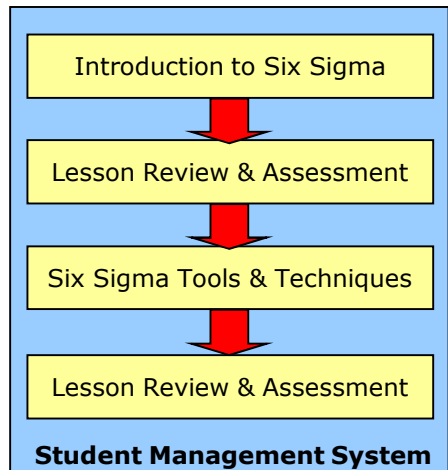 Introduction to Six Sigma
Lesson Review & Assessment
Six Sigma Tools & Techniques
Lesson Review & Assessment
Student Management System